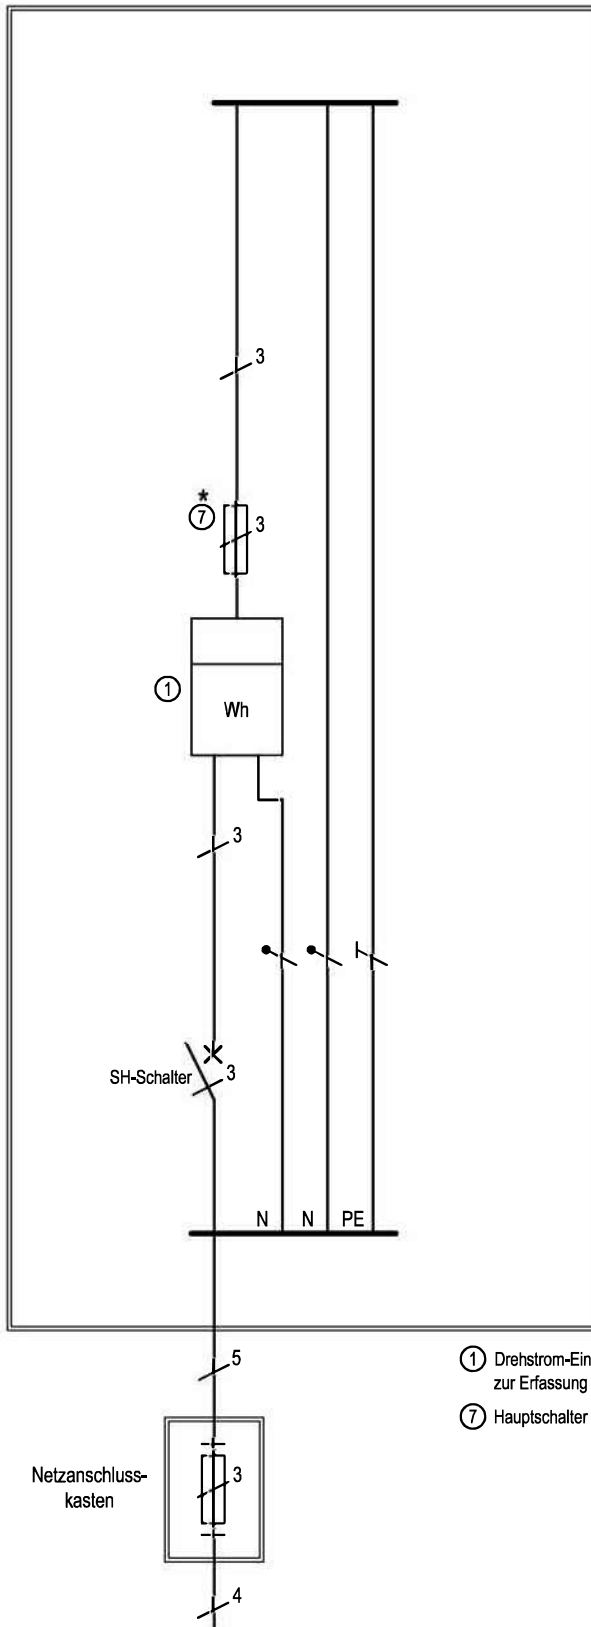 3
*
7
3
1
Wh
3
SH-Schalter
3
N N PE
5
1 Drehstrom-Ein
zur Erfassung
7 Hauptschalter
Netzanschluss-
kasten
3
4